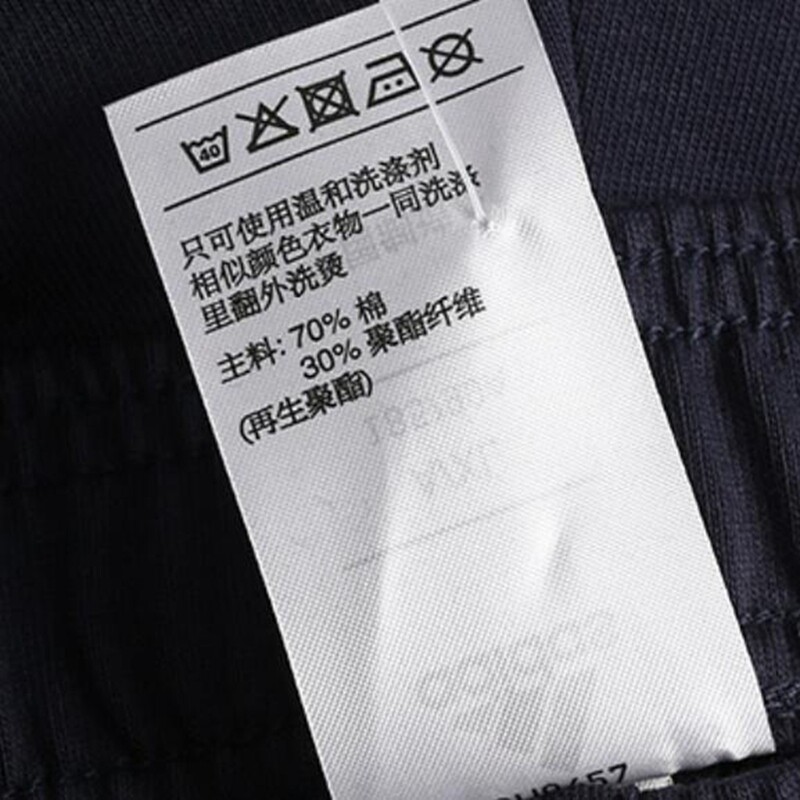 40
只可使用温和洗涤剂
相似颜色衣物一同洗涤
里翻外洗烫
主料: 70% 棉
30% 聚酯纤维
(再生聚酯)